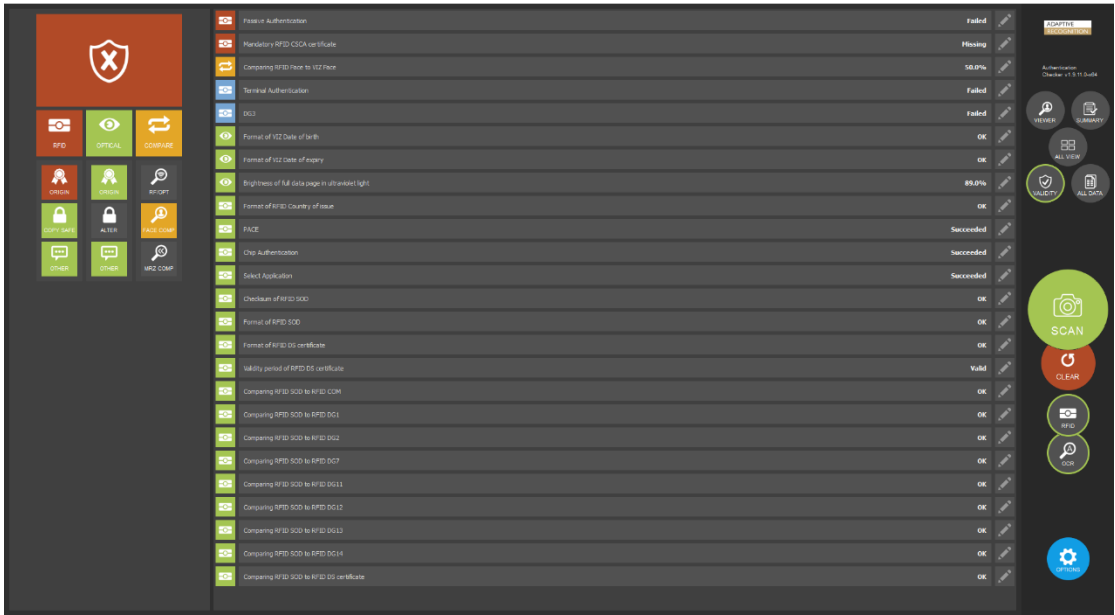 RFID
OPTICAL
COMPARE
ORIGIN
ORIGIN
RF/OPT
COPY SAFE
ALTER
FACE COMP
OTHER
OTHER
MRZ COMP
Passive Authentication Failed
Mandatory RFID CSCA certificate Missing
Comparing RFID Face to VIZ Face 50.0%
Terminal Authentication Failed
DG3 Failed
Format of VIZ Date of birth OK
Format of VIZ Date of expiry OK
Brightness of full data page in ultraviolet light 89.0%
Format of RFID Country of issue OK
PACE Succeeded
Chip Authentication Succeeded
Select Application Succeeded
Checksum of RFID SOD OK
Format of RFID SOD OK
Format of RFID DS certificate OK
Validity period of RFID DS certificate Valid
Comparing RFID SOD to RFID COM OK
Comparing RFID SOD to RFID DG1 OK
Comparing RFID SOD to RFID DG2 OK
Comparing RFID SOD to RFID DG7 OK
Comparing RFID SOD to RFID DG11 OK
Comparing RFID SOD to RFID DG12 OK
Comparing RFID SOD to RFID DG13 OK
Comparing RFID SOD to RFID DG14 OK
Comparing RFID SOD to RFID DS certificate OK
ADAPTIVE
RECOGNITION
Authentication
Checker v1.9.11.0-x64
VIEWER
SUMMARY
ALL VIEW
VALIDITY
ALL DATA
SCAN
CLEAR
RFID
OCR
OPTIONS